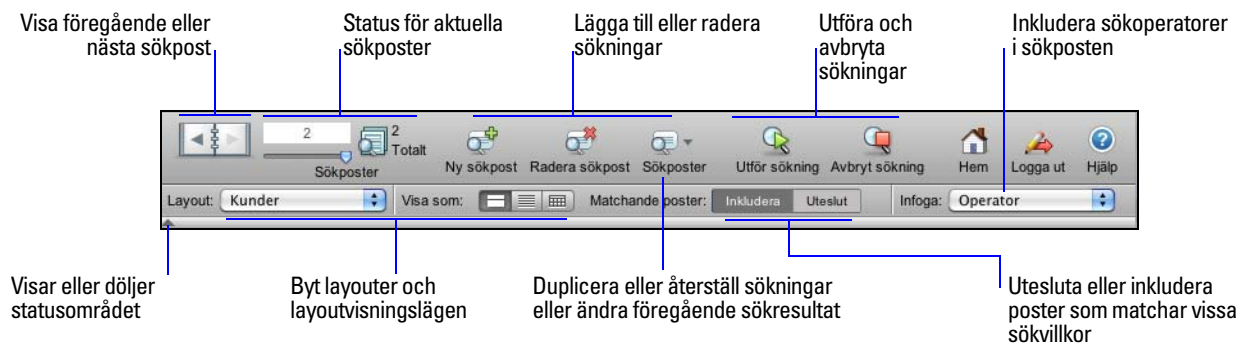 Visa föregående eller
nästa sökpost
Status för aktuella
sökposter
Lägga till eller radera
sökningar
Utföra och
avbryta
sökningar
Inkludera sökoperatorer
i sökposten
2
2
Totalt
Sökposter
Ny sökpost
Radera sökpost
Sökposter
Utför sökning
Avbryt sökning
Hem
Logga ut
Hjälp
Layout: Kunder
Visa som:
Matchande poster: Inkludera Uteslut
Infoga: Operator
Visar eller döljer
statusområdet
Byt layouter och
layoutvisningslägen
Duplicera eller återställ sökningar
eller ändra föregående sökresultat
Utesluta eller inkludera
poster som matchar vissa
sökvillkor